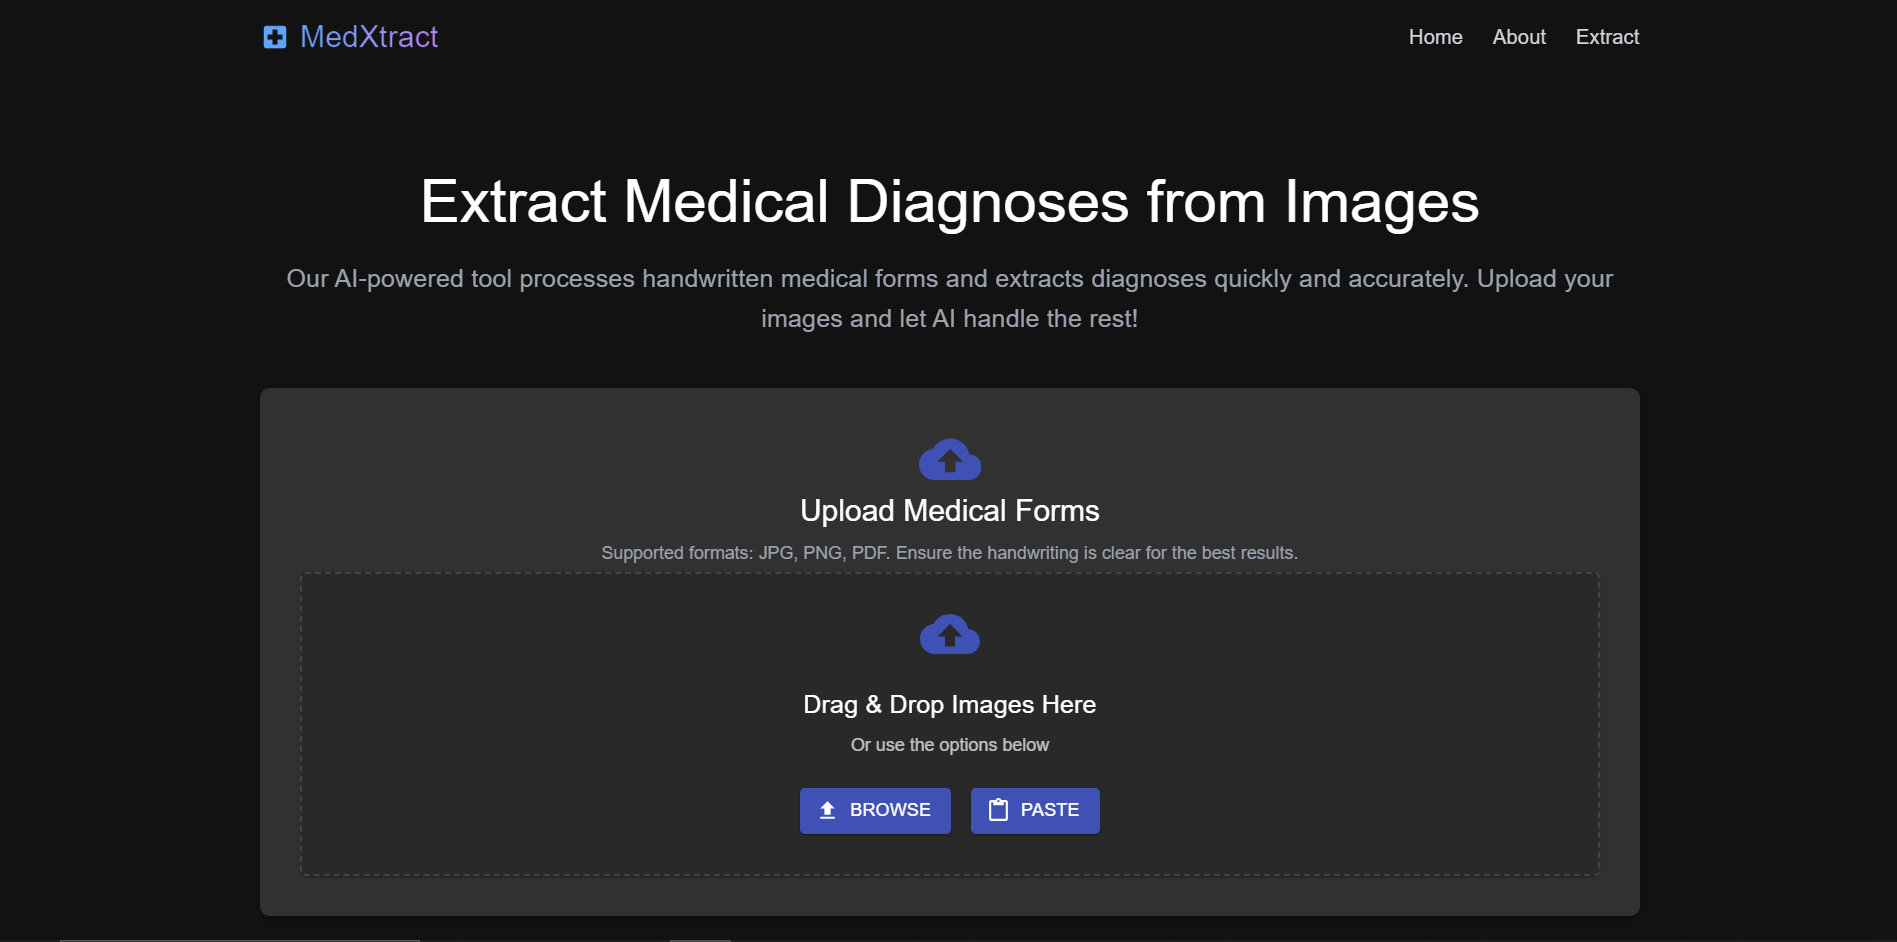 MedXtract
Home About Extract
Extract Medical Diagnoses from Images
Our AI-powered tool processes handwritten medical forms and extracts diagnoses quickly and accurately. Upload your
images and let AI handle the rest!
Upload Medical Forms
Supported formats: JPG, PNG, PDF. Ensure the handwriting is clear for the best results.
Drag & Drop Images Here
Or use the options below
BROWSE PASTE